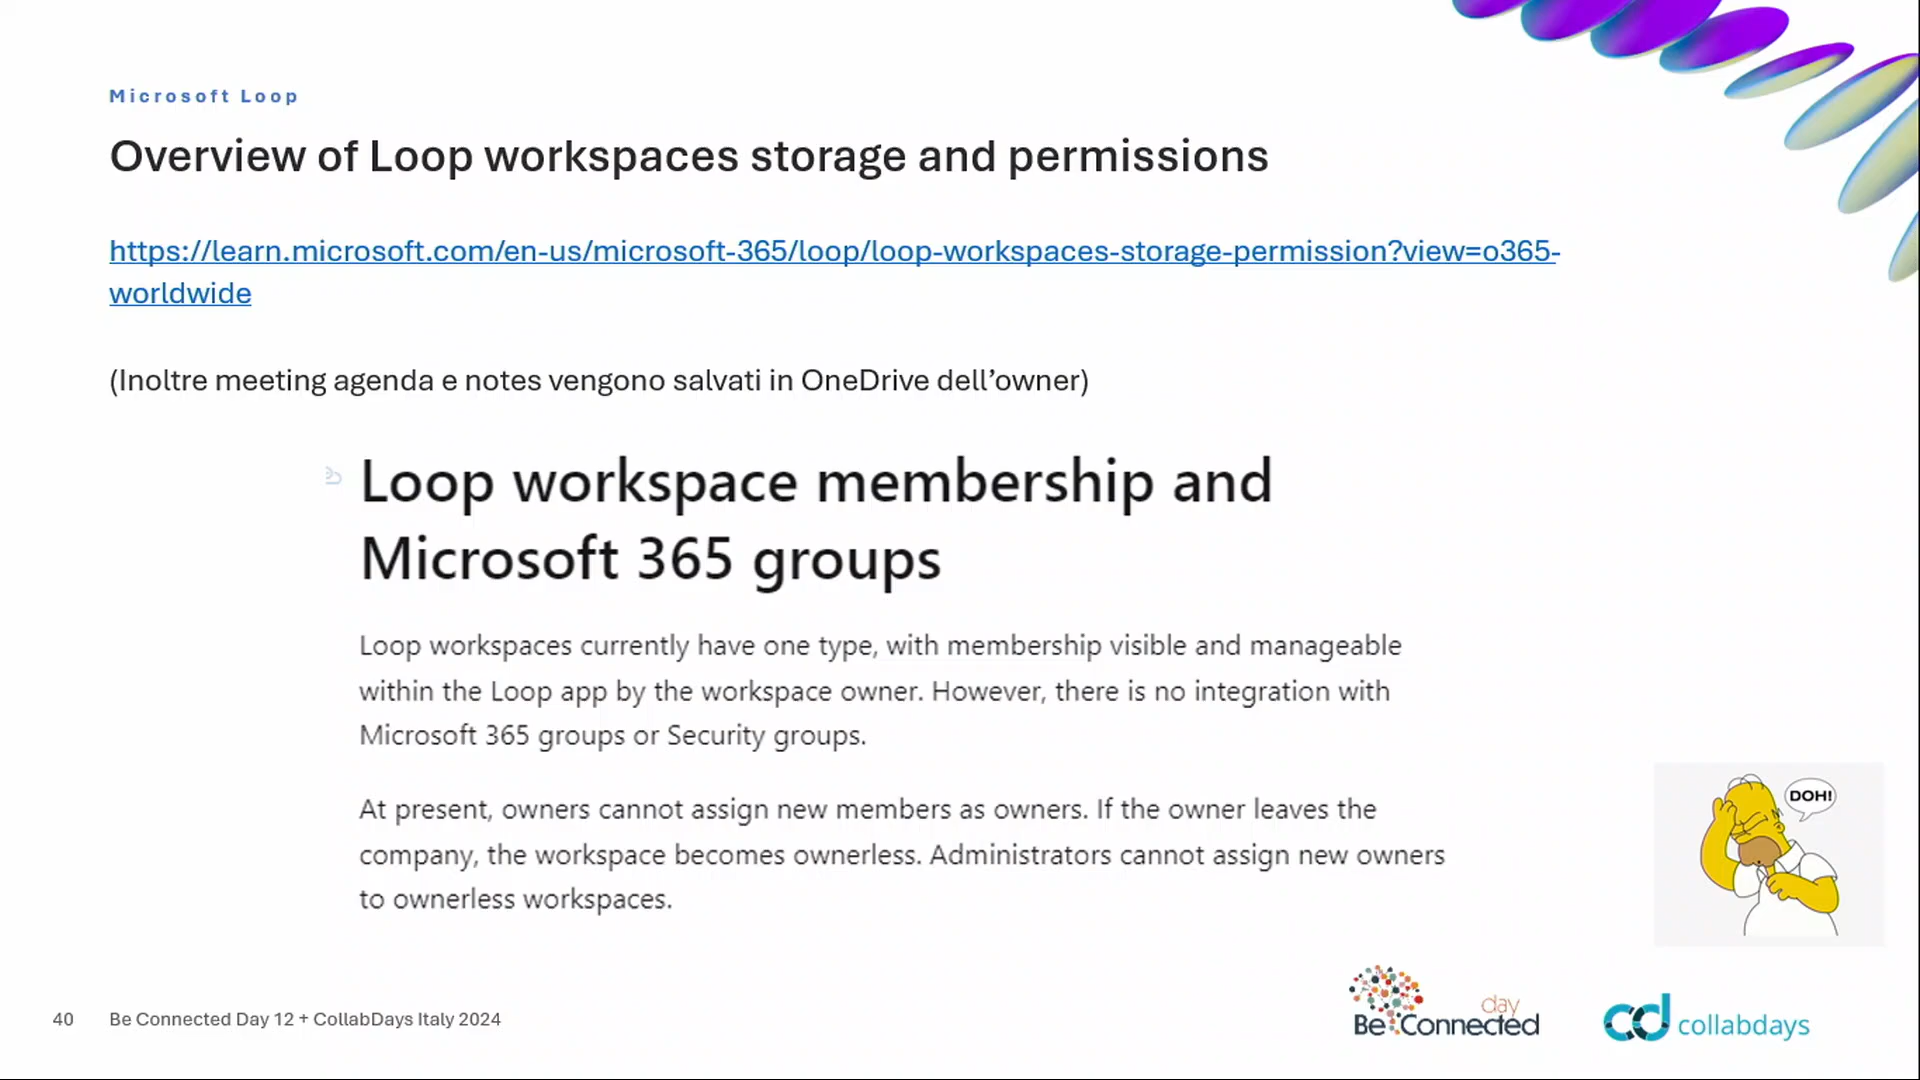 Microsoft Loop
Overview of Loop workspaces storage and permissions
https://learn.microsoft.com/en-us/microsoft-365/loop/loop-workspaces-storage-permission?view=o365-
worldwide
(Inoltre meeting agenda e notes vengono salvati in OneDrive dell’owner)
Loop workspace membership and
Microsoft 365 groups
Loop workspaces currently have one type, with membership visible and manageable
within the Loop app by the workspace owner. However, there is no integration with
Microsoft 365 groups or Security groups.
At present, owners cannot assign new members as owners. If the owner leaves the
company, the workspace becomes ownerless. Administrators cannot assign new owners
to ownerless workspaces.
DOH!
40 Be Connected Day 12 + CollabDays Italy 2024
day
Be Connected
cd collabdays